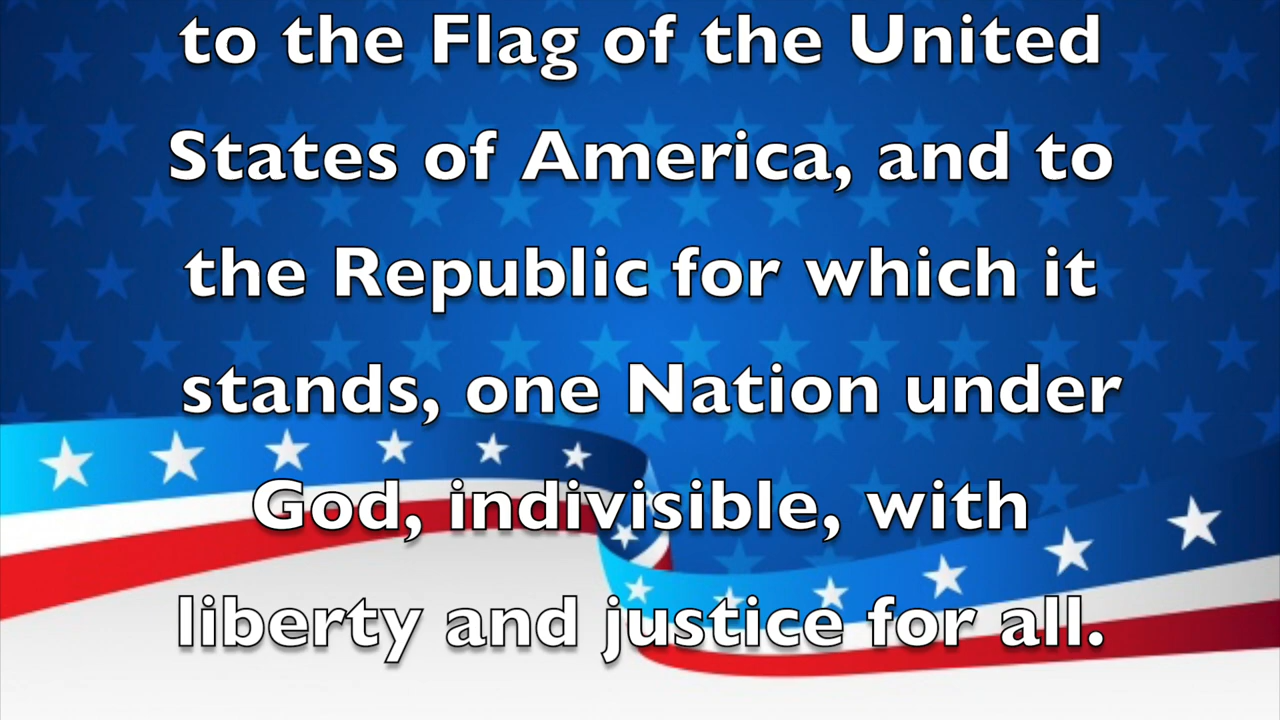 to the Flag of the United
States of America, and to
the Republic for which it
stands, one Nation under
God, indivisible, with
liberty and justice for all.